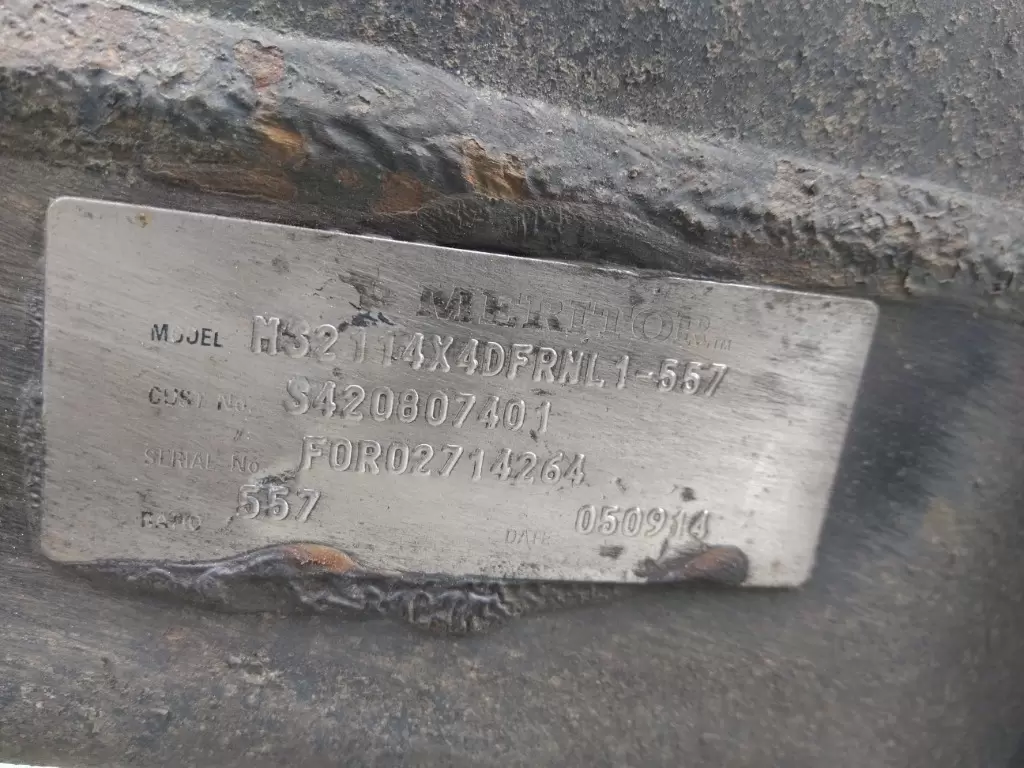 MERITOR
MODEL MS2114X4DFRNL1-557
CUST No. S420807401
SERIAL No. FOR02714264
RATIO 557 DATE 050914